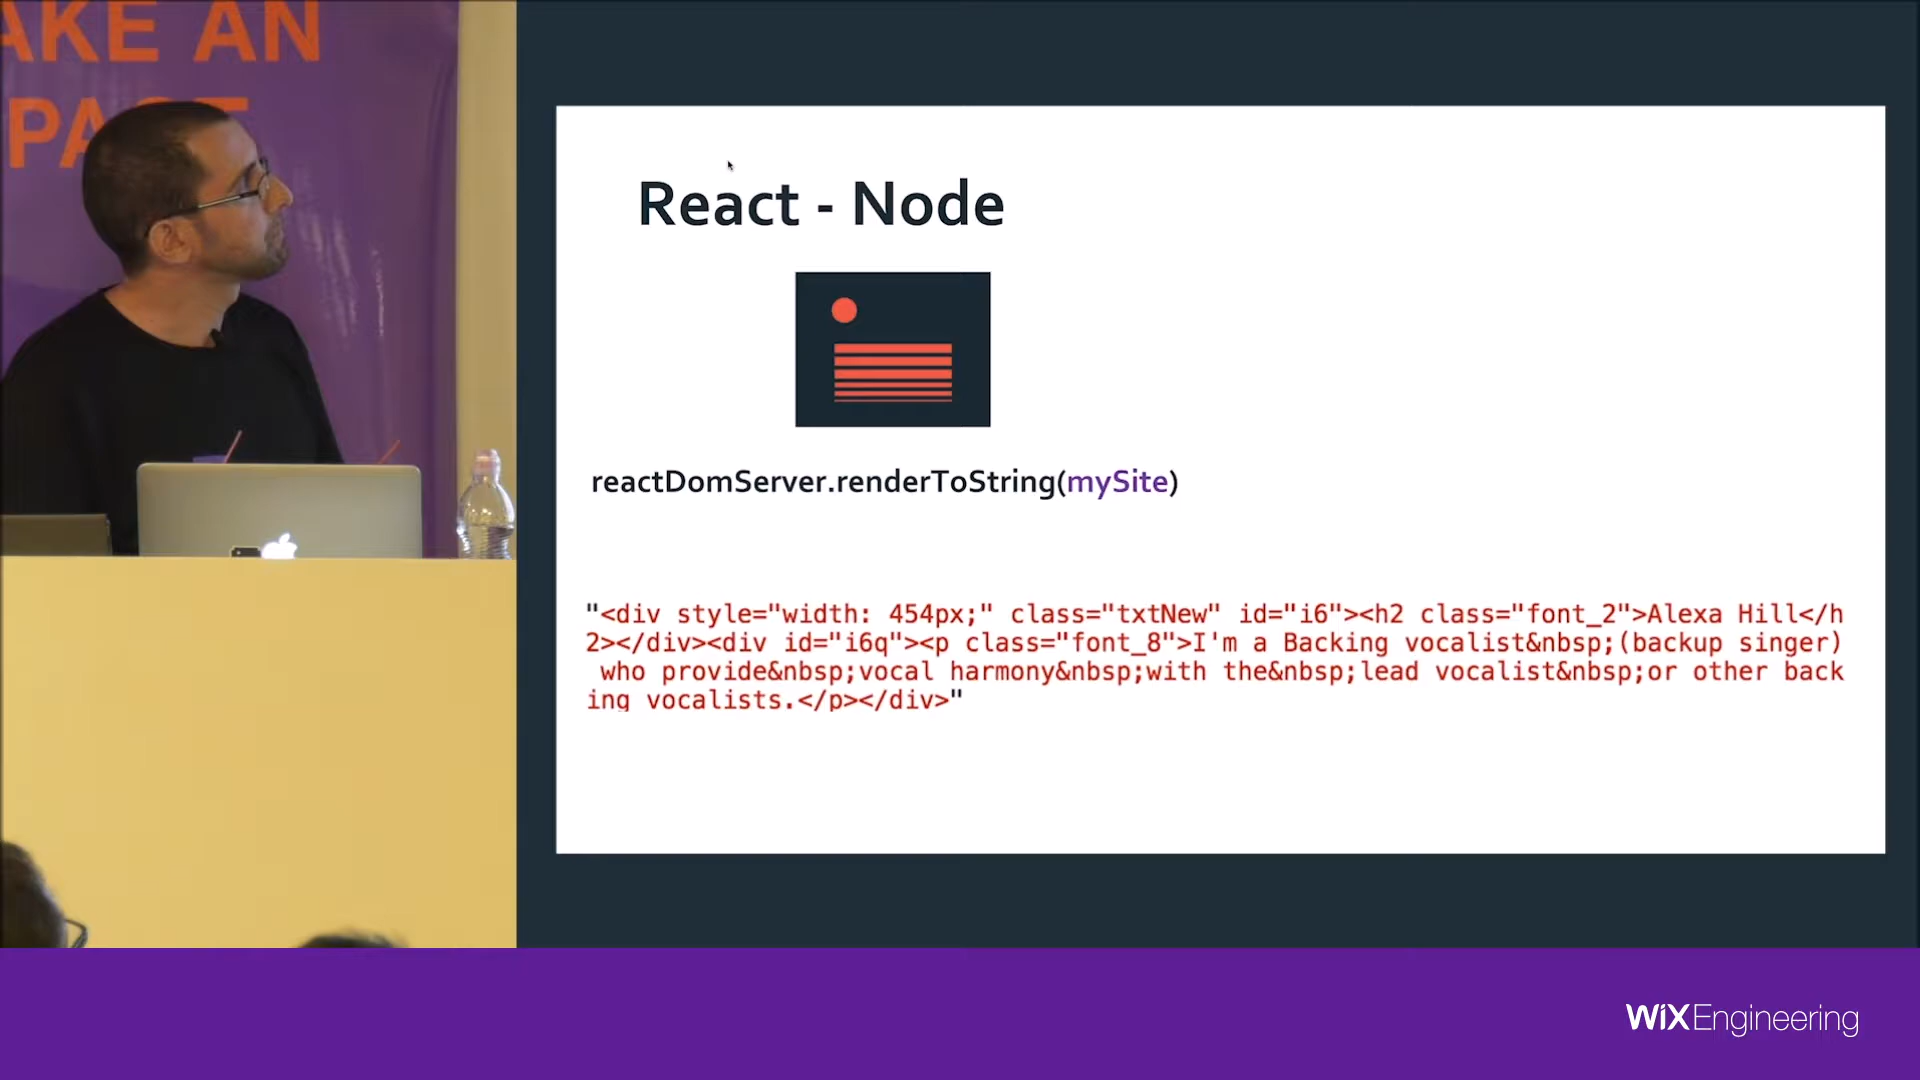 AKE AN
PACT
React - Node
reactDomServer.renderToString(mySite)
"<div style="width: 454px;" class="txtNew" id="i6"><h2 class="font_2">Alexa Hill</h
2></div><div id="i6q"><p class="font_8">I'm a Backing vocalist&nbsp;(backup singer)
who provide&nbsp;vocal harmony&nbsp;with the&nbsp;lead vocalist&nbsp;or other back
ing vocalists.</p></div>"
WiX Engineering